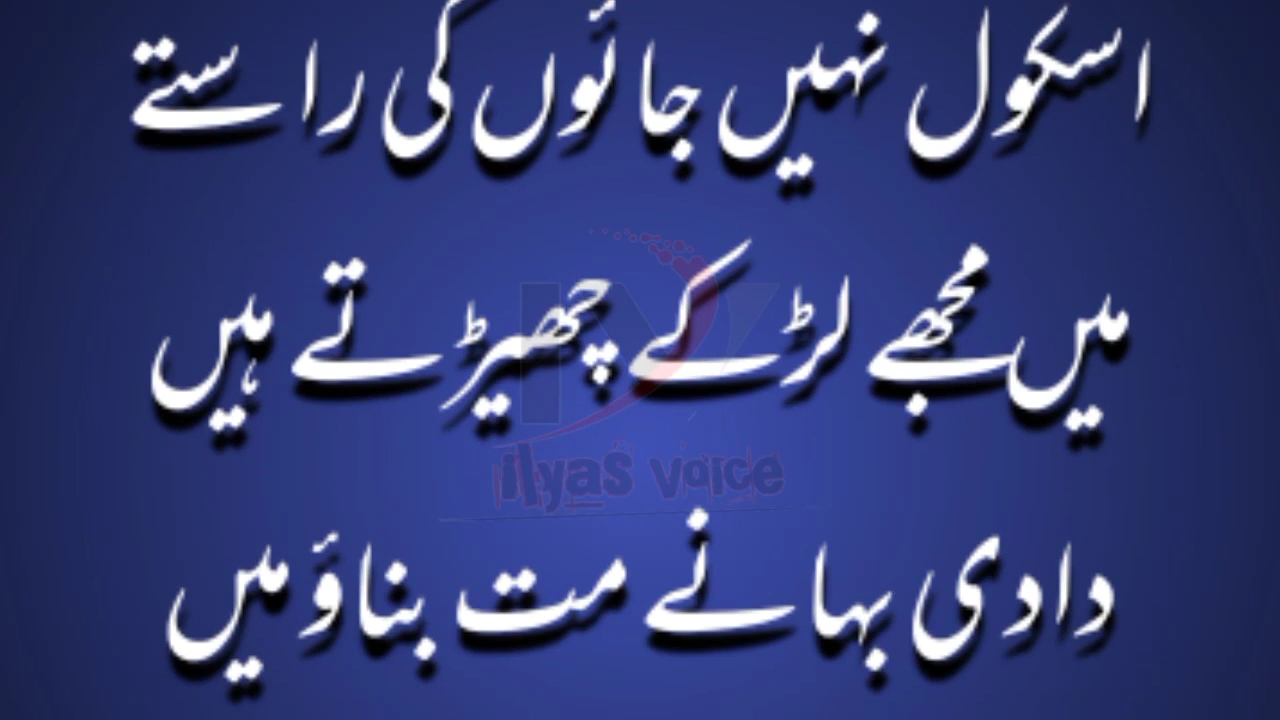 اسکول نہیں جائوں کی راستے
میں مجھے لڑکے چھیڑتے ہیں
ilyas voice
دادی بہانے مت بناؤ میں